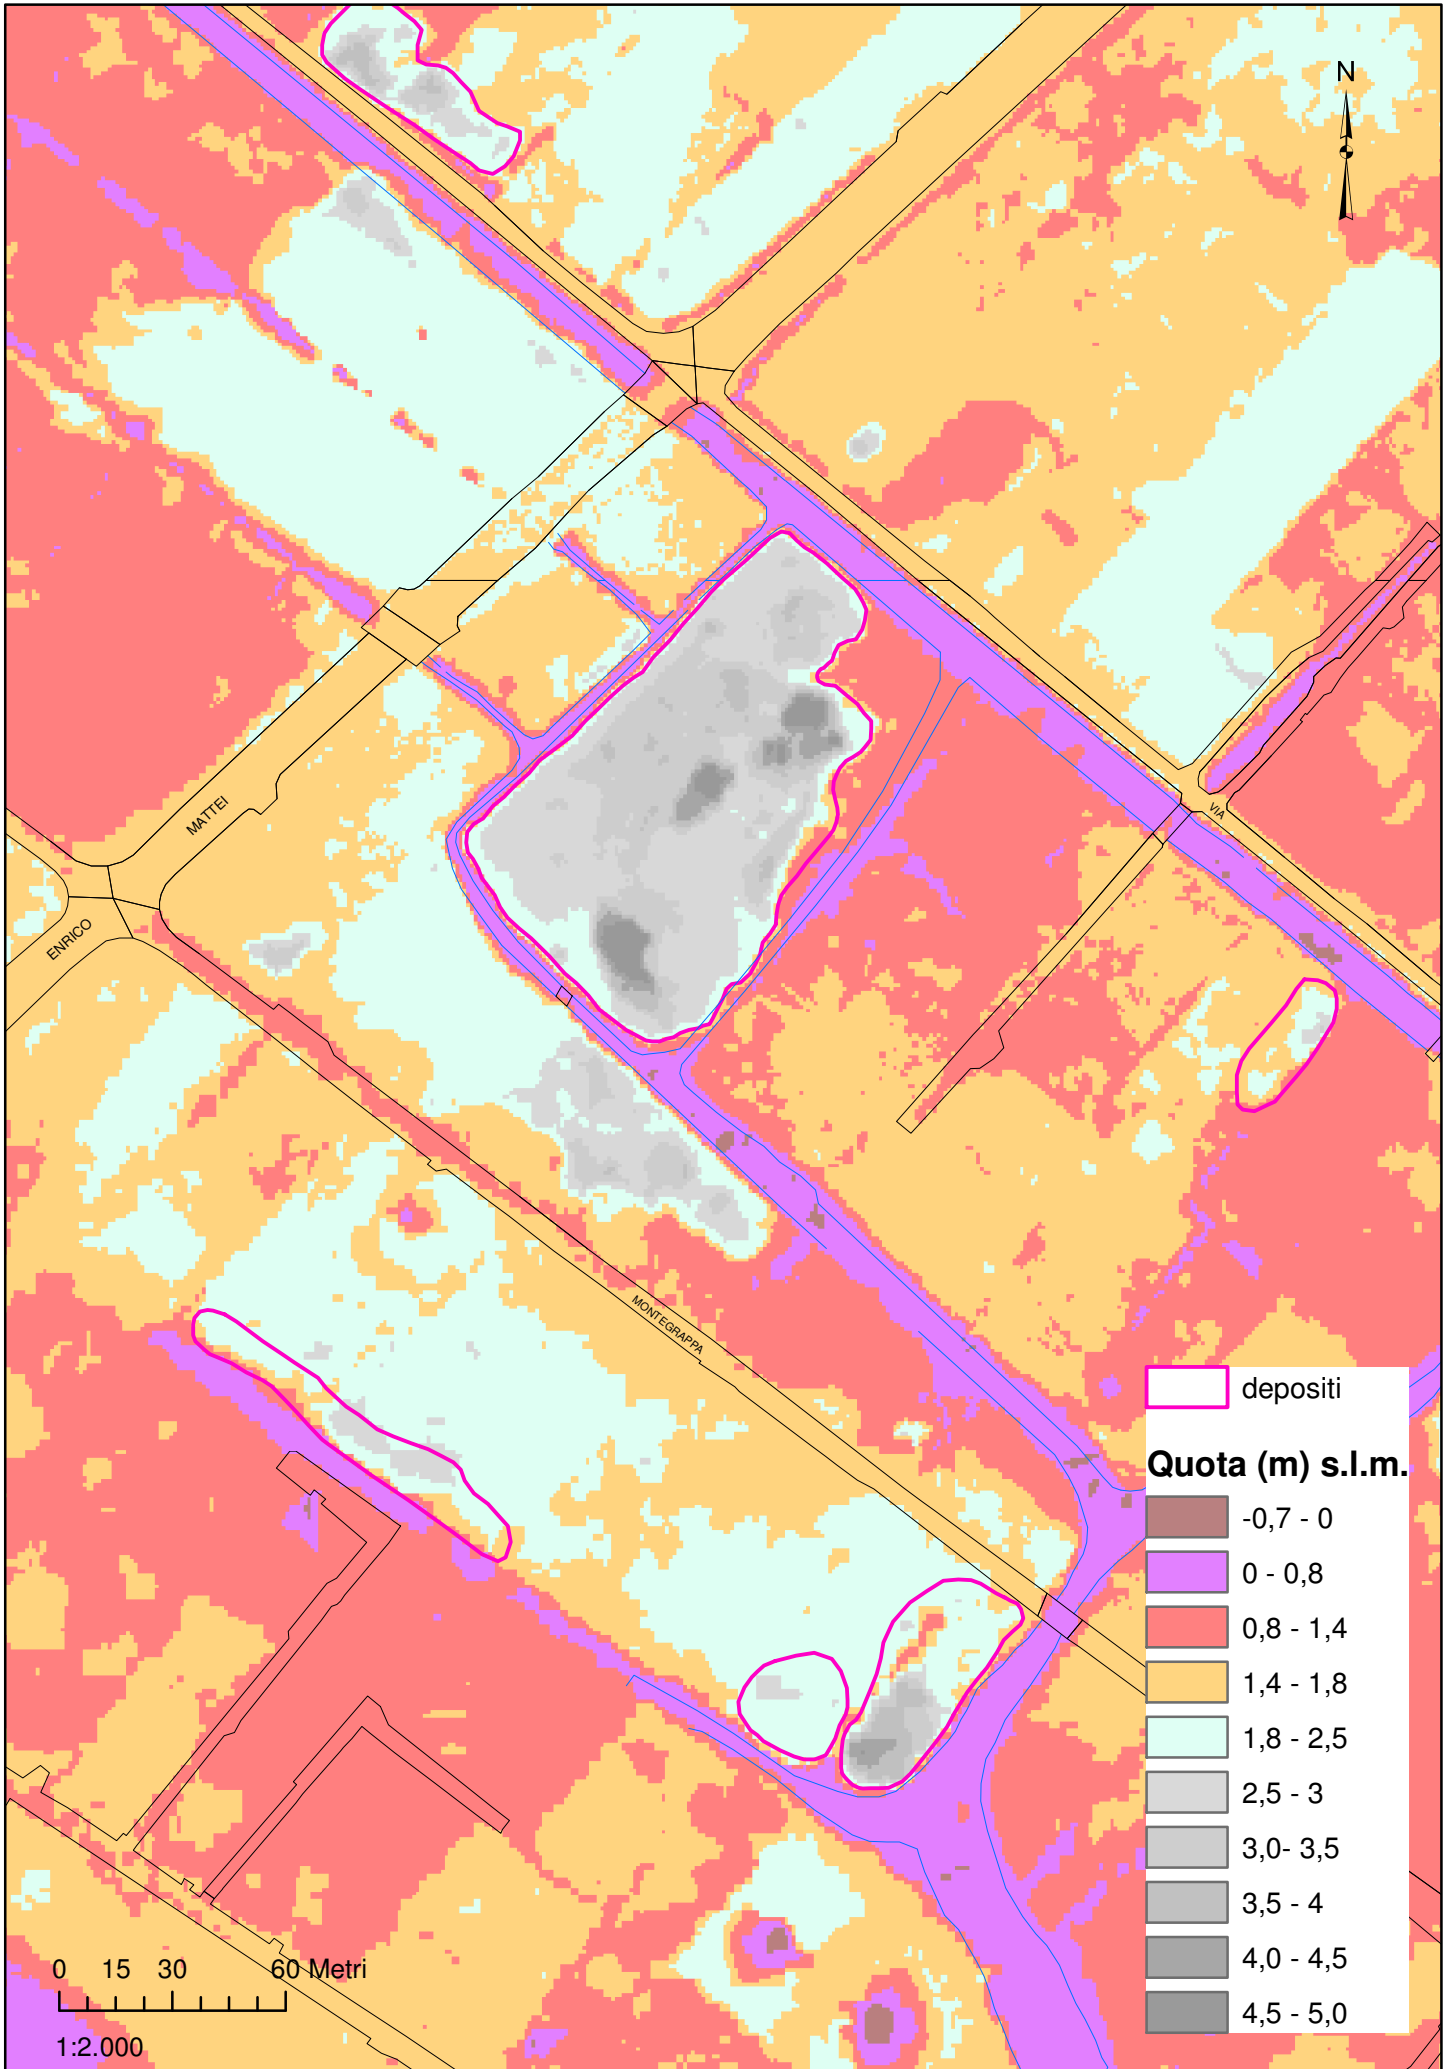 N
MATTEI
VIA
ENRICO
MONTEGRAPPA
depositi
Quota (m) s.l.m.
-0,7 - 0
0 - 0,8
0,8 - 1,4
1,4 - 1,8
1,8 - 2,5
2,5 - 3
3,0- 3,5
3,5 - 4
4,0 - 4,5
4,5 - 5,0
0 15 30 60 Metri
1:2.000